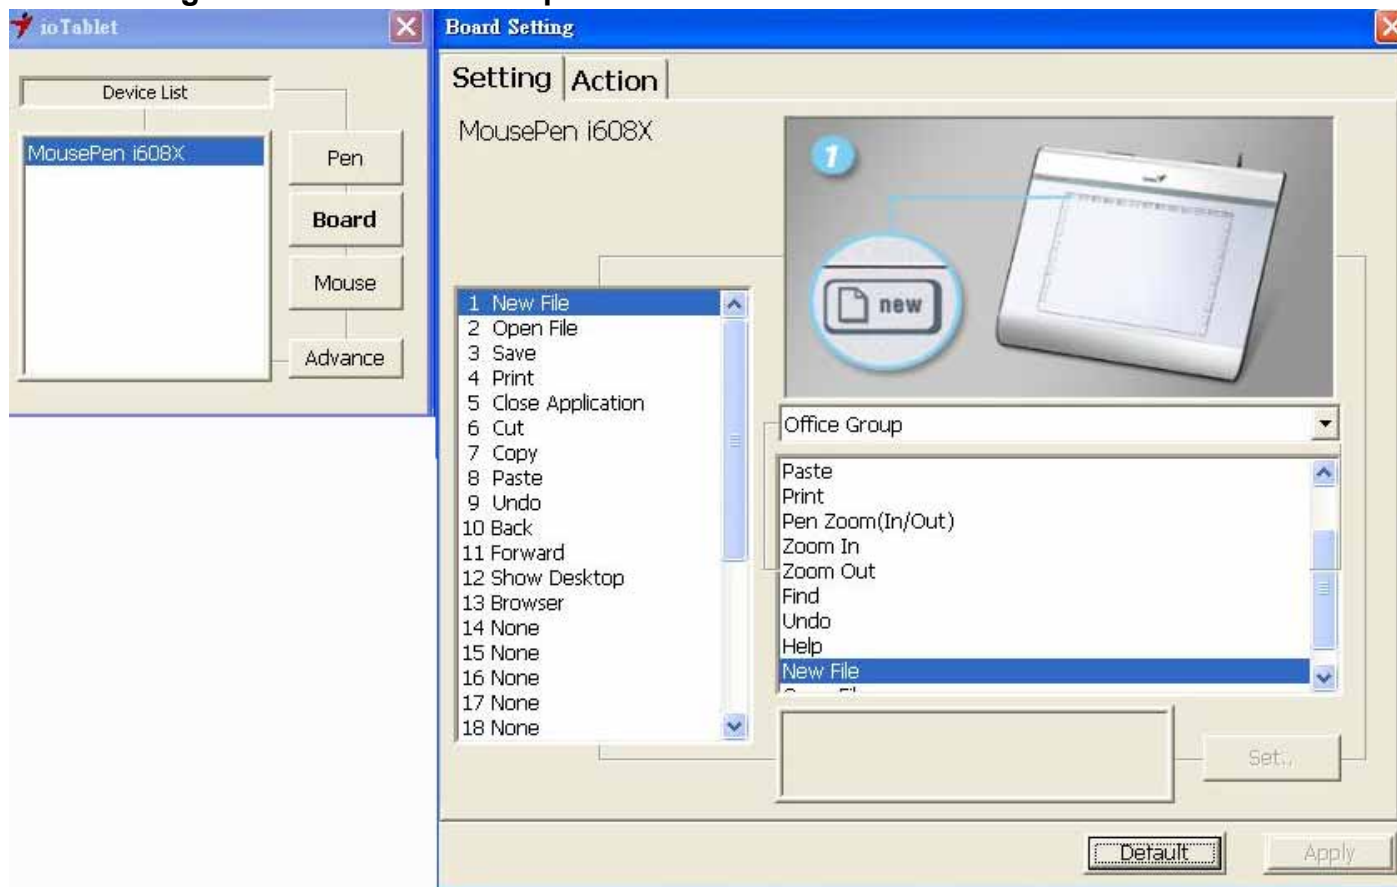 ioTablet
Device List
MousePen i608X
Pen
Board
Mouse
Advance
Board Setting
Setting
Action
MousePen i608X
1
new
1 New File
2 Open File
3 Save
4 Print
5 Close Application
6 Cut
7 Copy
8 Paste
9 Undo
10 Back
11 Forward
12 Show Desktop
13 Browser
14 None
15 None
16 None
17 None
18 None
Office Group
Paste
Print
Pen Zoom(In/Out)
Zoom In
Zoom Out
Find
Undo
Help
New File
Set..
Default
Apply